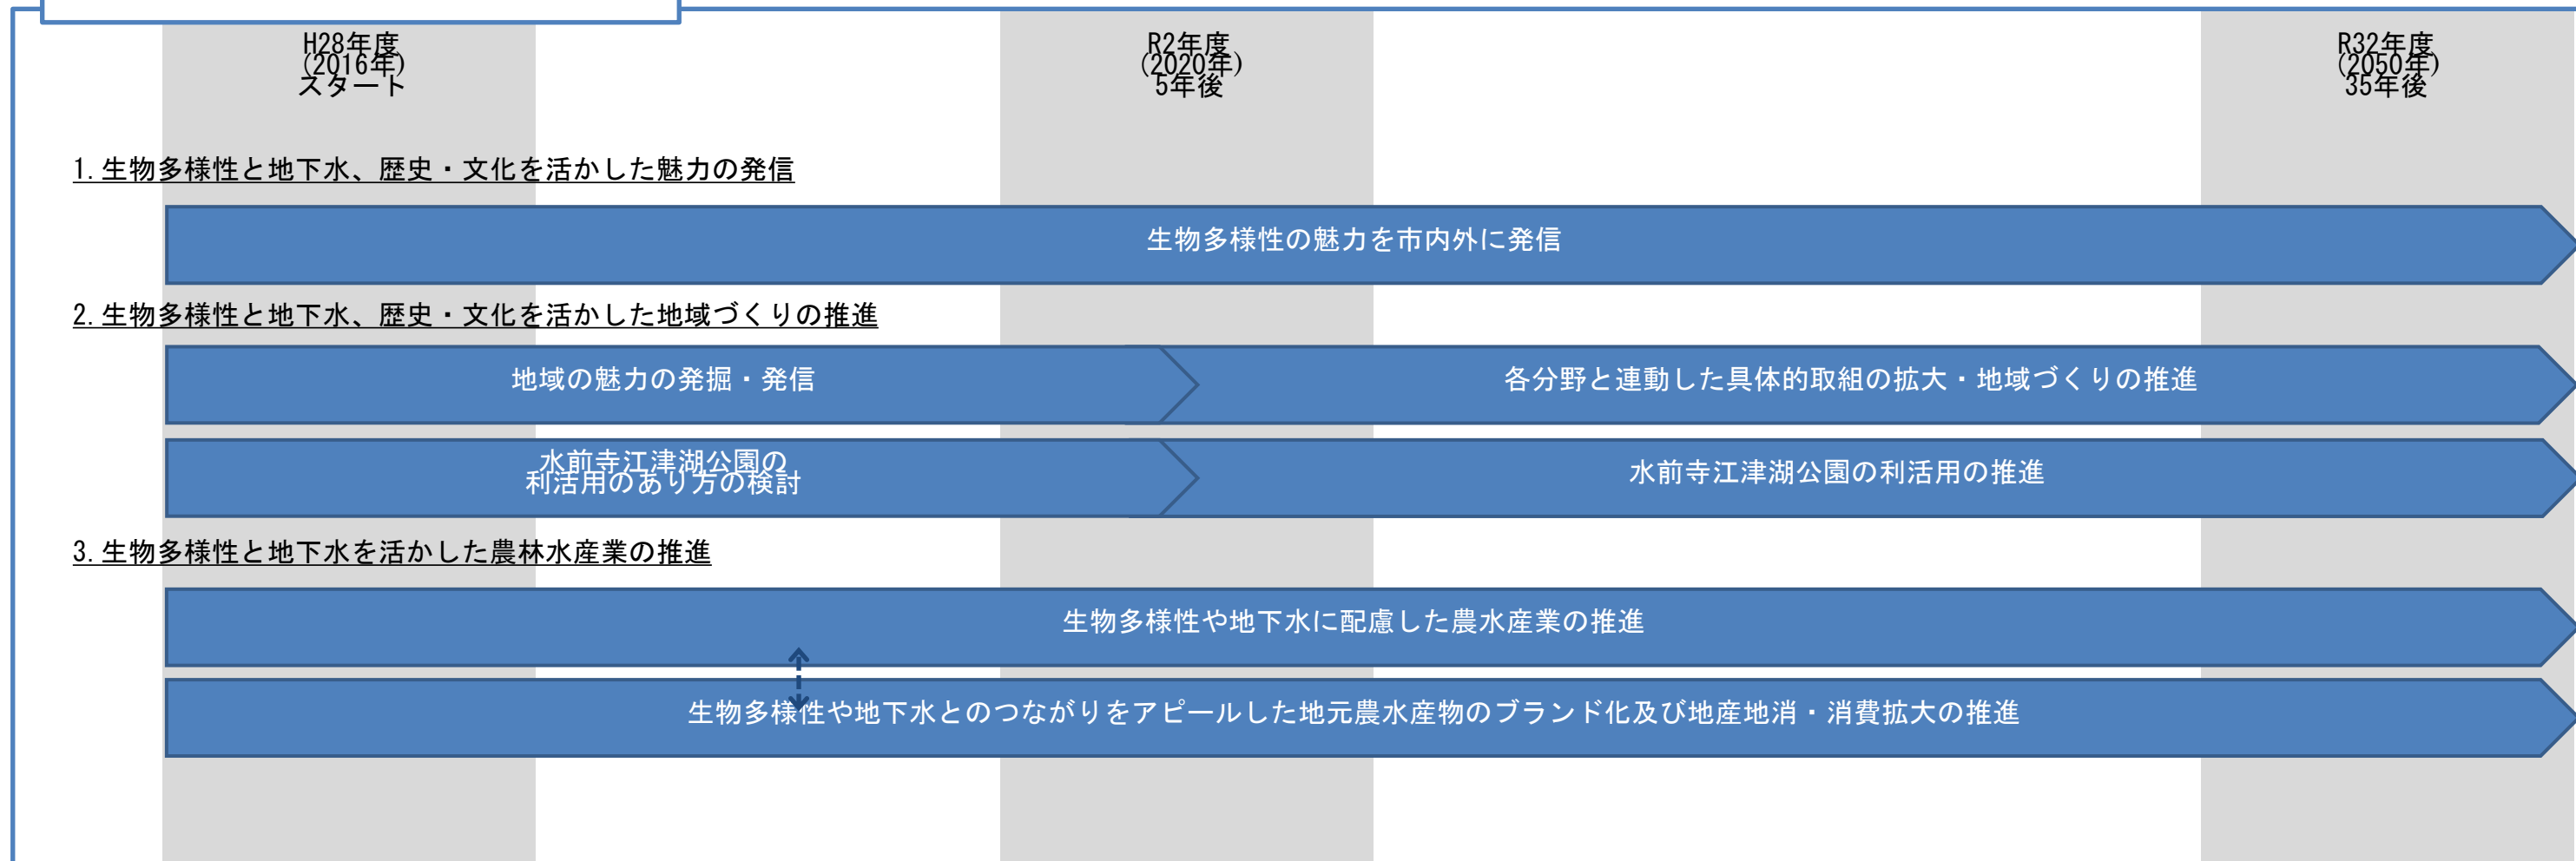 H28年度
(2016年)
スタート
R2年度
(2020年)
5年後
R32年度
(2050年)
35年後
1.生物多様性と地下水、歴史・文化を活かした魅力の発信
生物多様性の魅力を市内外に発信
2.生物多様性と地下水、歴史・文化を活かした地域づくりの推進
地域の魅力の発掘・発信
各分野と連動した具体的取組の拡大・地域づくりの推進
水前寺江津湖公園の
利活用のあり方の検討
水前寺江津湖公園の利活用の推進
3.生物多様性と地下水を活かした農林水産業の推進
生物多様性や地下水に配慮した農水産業の推進
生物多様性や地下水とのつながりをアピールした地元農水産物のブランド化及び地産地消・消費拡大の推進